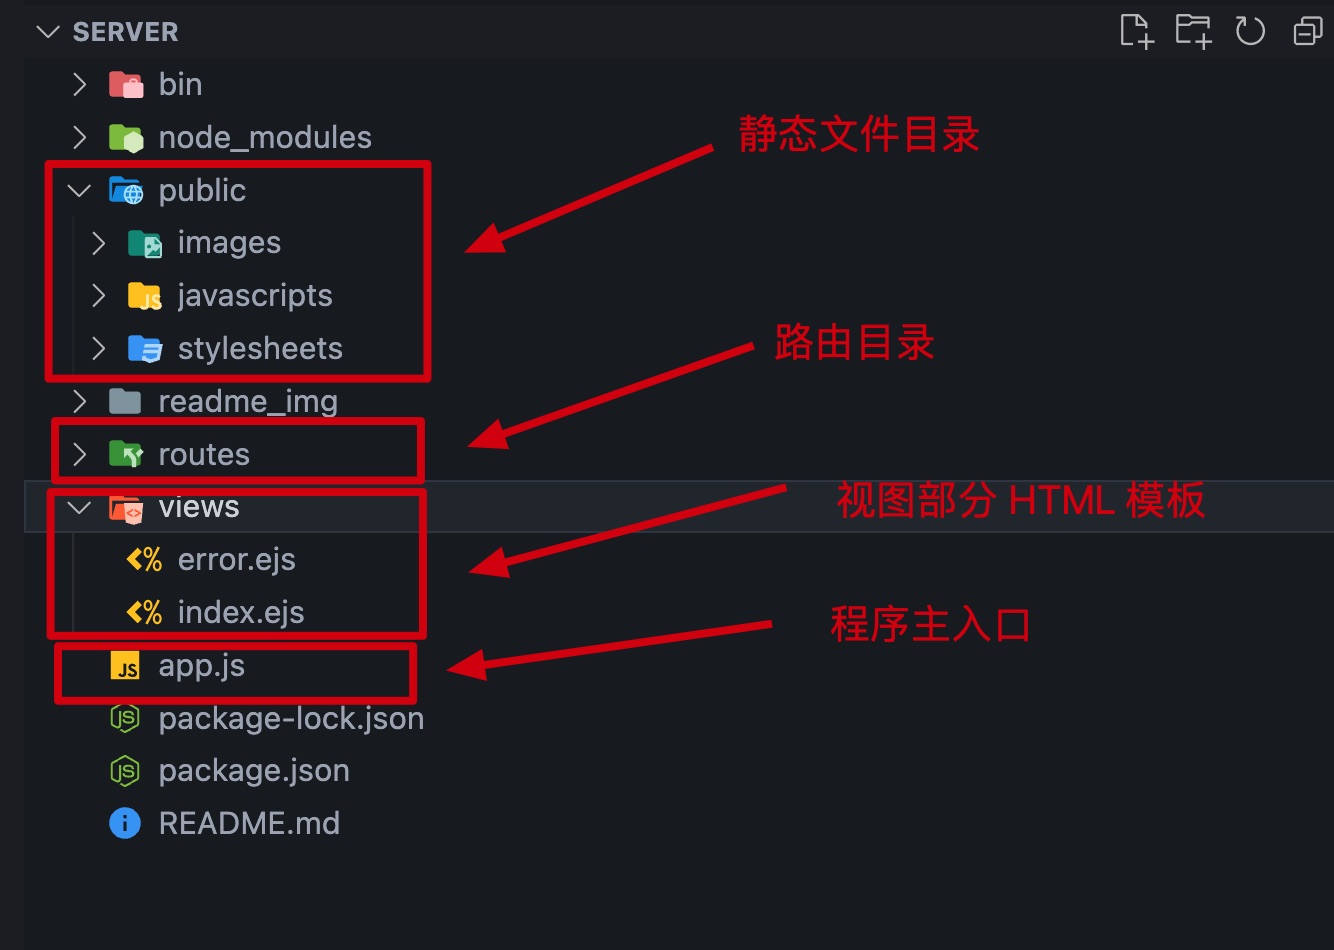 SERVER
bin
node_modules
静态文件目录
public
images
javascripts
stylesheets
路由目录
readme_img
routes
views
视图部分 HTML 模板
error.ejs
index.ejs
程序主入口
JS app.js
package-lock.json
package.json
README.md